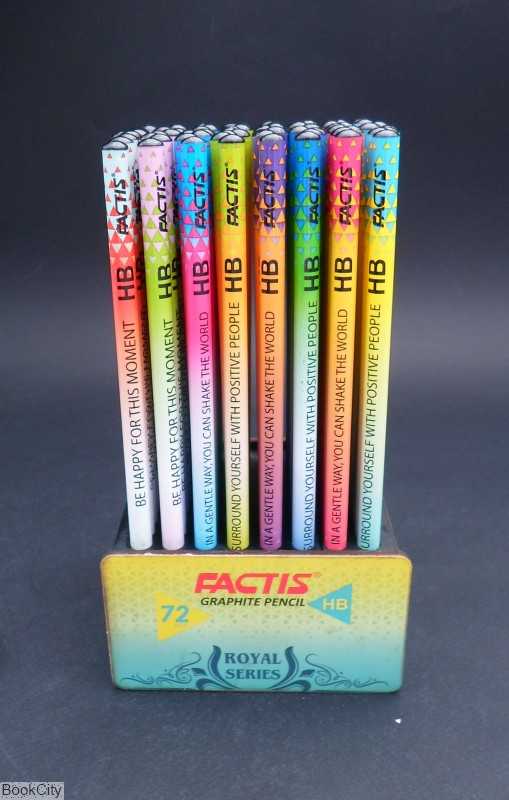 FACTIS HB BE HAPPY FOR THIS MOMENT
FACTIS HB BE HAPPY FOR THIS MOMENT
FACTIS HB IN A GENTLE WAY, YOU CAN SHAKE THE WORLD
FACTIS HB SURROUND YOURSELF WITH POSITIVE PEOPLE
FACTIS HB IN A GENTLE WAY, YOU CAN SHAKE THE WORLD
FACTIS HB SURROUND YOURSELF WITH POSITIVE PEOPLE
FACTIS HB IN A GENTLE WAY, YOU CAN SHAKE THE WORLD
FACTIS HB SURROUND YOURSELF WITH POSITIVE PEOPLE
FACTIS®
GRAPHITE PENCIL
72 HB
ROYAL
SERIES
BookCity